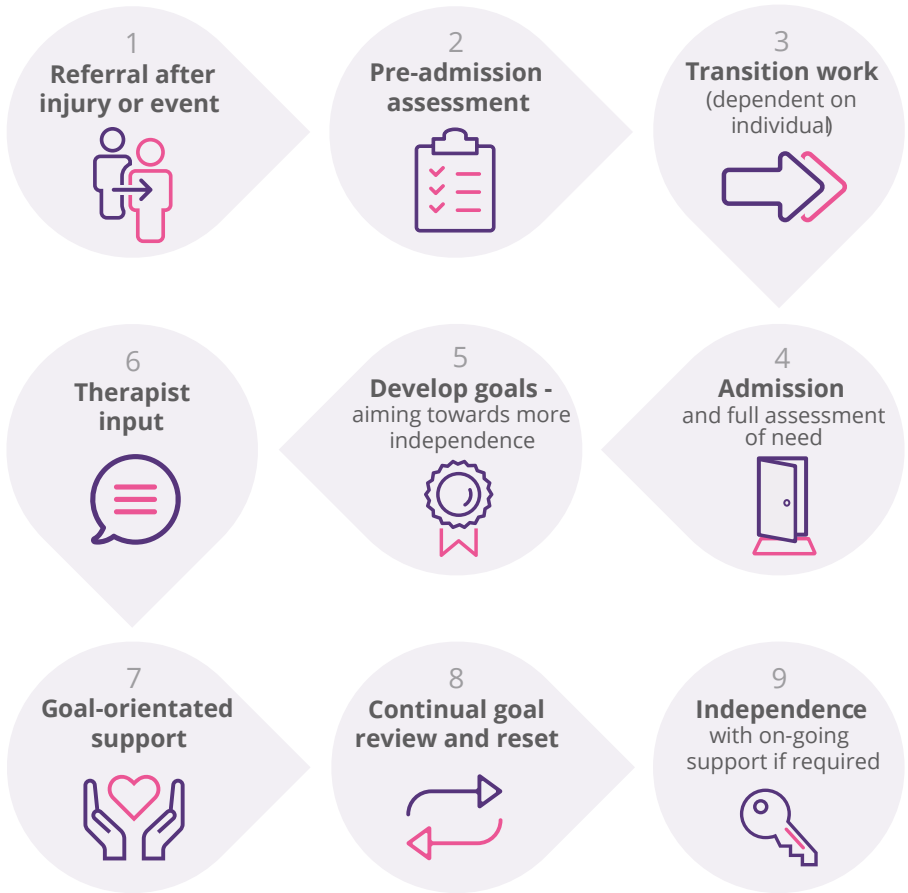 1
Referral after
injury or event
2
Pre-admission
assessment
3
Transition work
(dependent on
individual)
4
Admission
and full assessment
of need
5
Develop goals -
aiming towards more
independence
6
Therapist
input
7
Goal-orientated
support
8
Continual goal
review and reset
9
Independence
with on-going
support if required